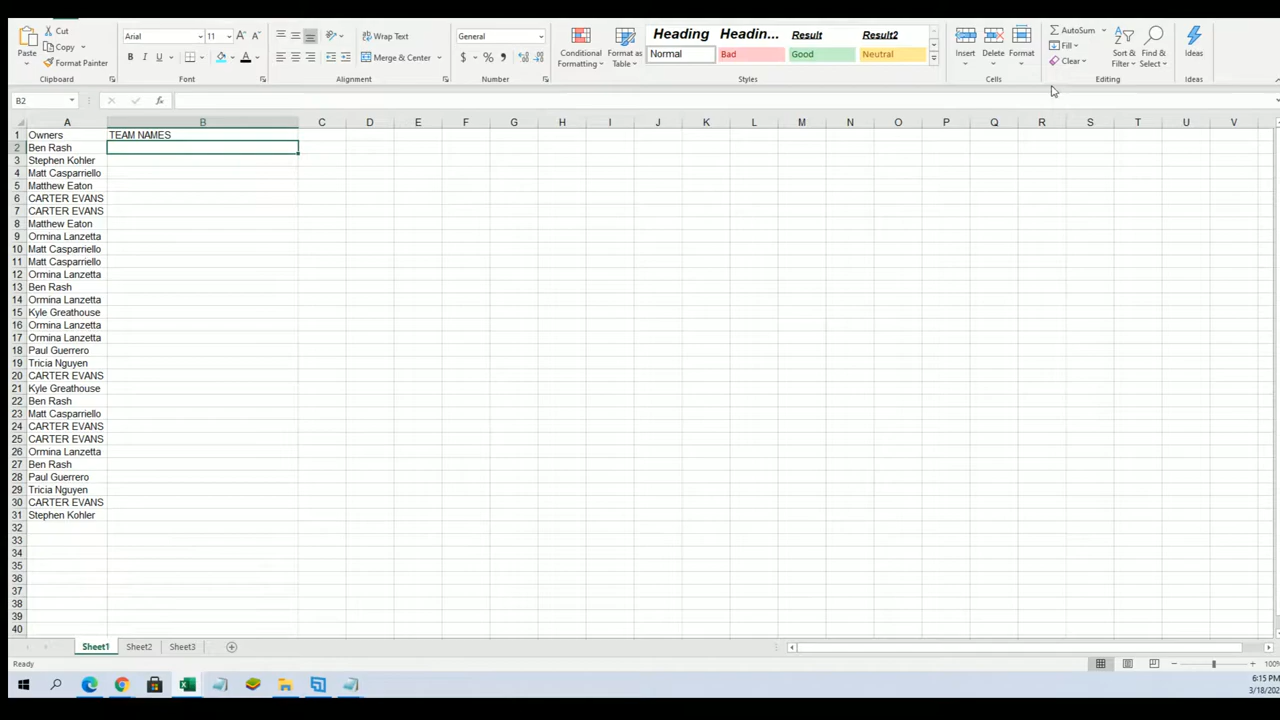 Cut
Copy
Format Painter
Paste
Clipboard
Arial 11 A A
B I U A
Font
Wrap Text
Merge & Center
Alignment
General
$ %
Number
Conditional Formatting
Format as Table
Heading Headin... Result Result2
Normal Bad Good Neutral
Styles
Insert Delete Format
Cells
AutoSum
Fill
Clear
Sort & Filter
Find & Select
Editing
Ideas
Ideas
B2 fx
A B C D E F G H I J K L M N O P Q R S T U V
1 Owners TEAM NAMES
2 Ben Rash
3 Stephen Kohler
4 Matt Casparriello
5 Matthew Eaton
6 CARTER EVANS
7 CARTER EVANS
8 Matthew Eaton
9 Ormina Lanzetta
10 Matt Casparriello
11 Matt Casparriello
12 Ormina Lanzetta
13 Ben Rash
14 Ormina Lanzetta
15 Kyle Greathouse
16 Ormina Lanzetta
17 Ormina Lanzetta
18 Paul Guerrero
19 Tricia Nguyen
20 CARTER EVANS
21 Kyle Greathouse
22 Ben Rash
23 Matt Casparriello
24 CARTER EVANS
25 CARTER EVANS
26 Ormina Lanzetta
27 Ben Rash
28 Paul Guerrero
29 Tricia Nguyen
30 CARTER EVANS
31 Stephen Kohler
32
33
34
35
36
37
38
39
40
Sheet1 Sheet2 Sheet3
Ready 100%
6:15 PM
3/18/202